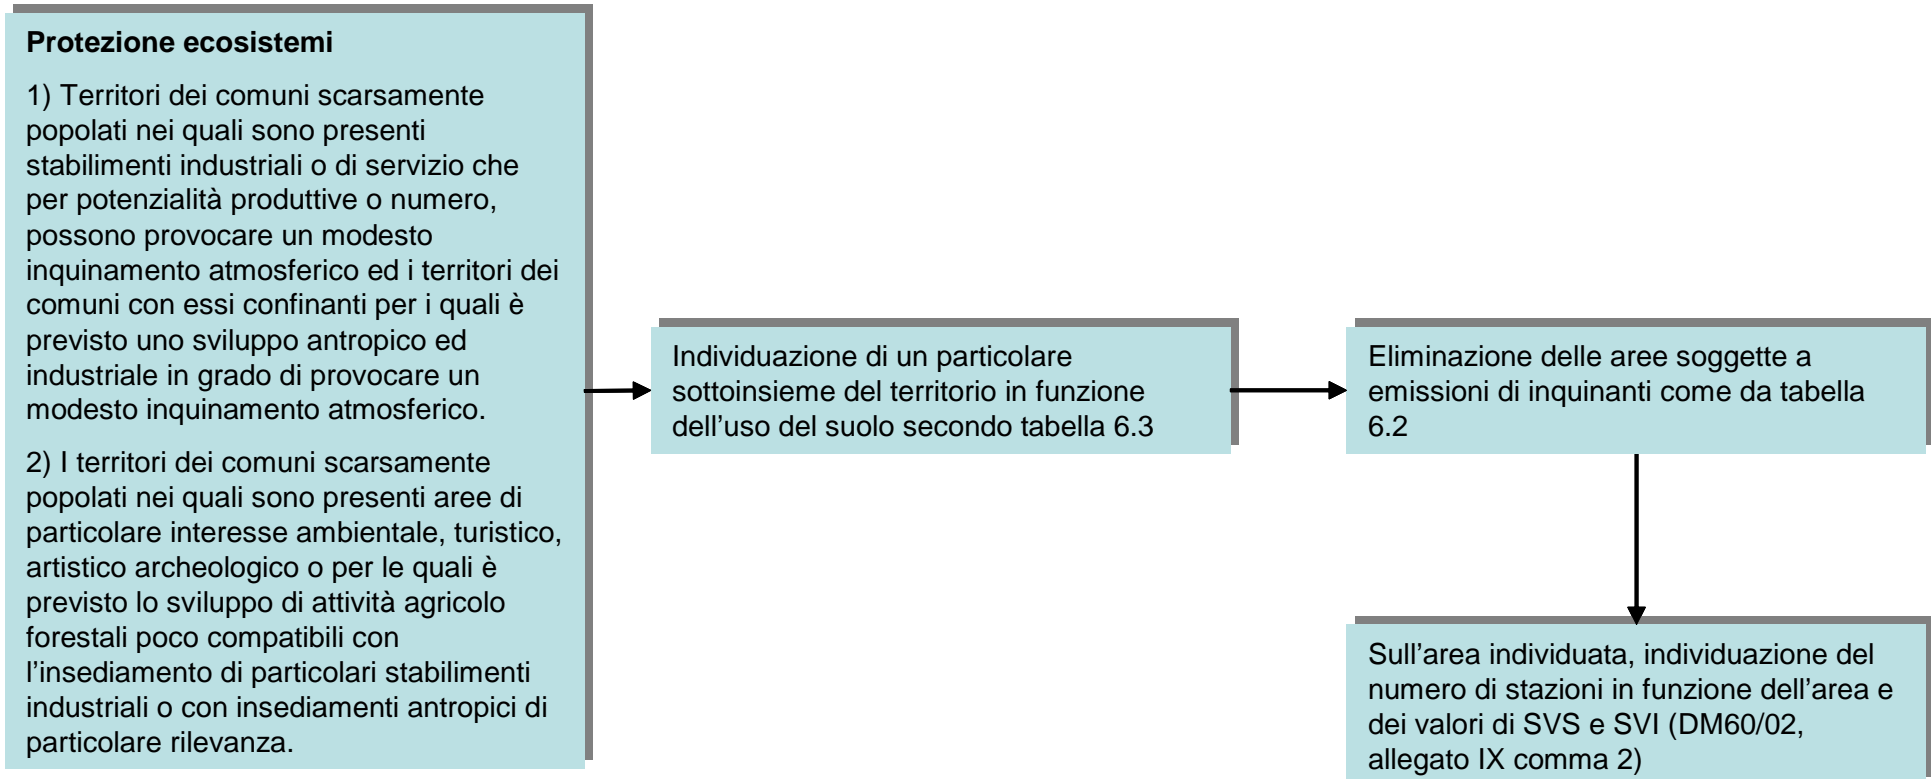 Protezione ecosistemi
1) Territori dei comuni scarsamente
popolati nei quali sono presenti
stabilimenti industriali o di servizio che
per potenzialità produttive o numero,
possono provocare un modesto
inquinamento atmosferico ed i territori dei
comuni con essi confinanti per i quali è
previsto uno sviluppo antropico ed
industriale in grado di provocare un
modesto inquinamento atmosferico.
2) I territori dei comuni scarsamente
popolati nei quali sono presenti aree di
particolare interesse ambientale, turistico,
artistico archeologico o per le quali è
previsto lo sviluppo di attività agricolo
forestali poco compatibili con
l’insediamento di particolari stabilimenti
industriali o con insediamenti antropici di
particolare rilevanza.
Individuazione di un particolare
sottoinsieme del territorio in funzione
dell’uso del suolo secondo tabella 6.3
Eliminazione delle aree soggette a
emissioni di inquinanti come da tabella
6.2
Sull’area individuata, individuazione del
numero di stazioni in funzione dell’area e
dei valori di SVS e SVI (DM60/02,
allegato IX comma 2)